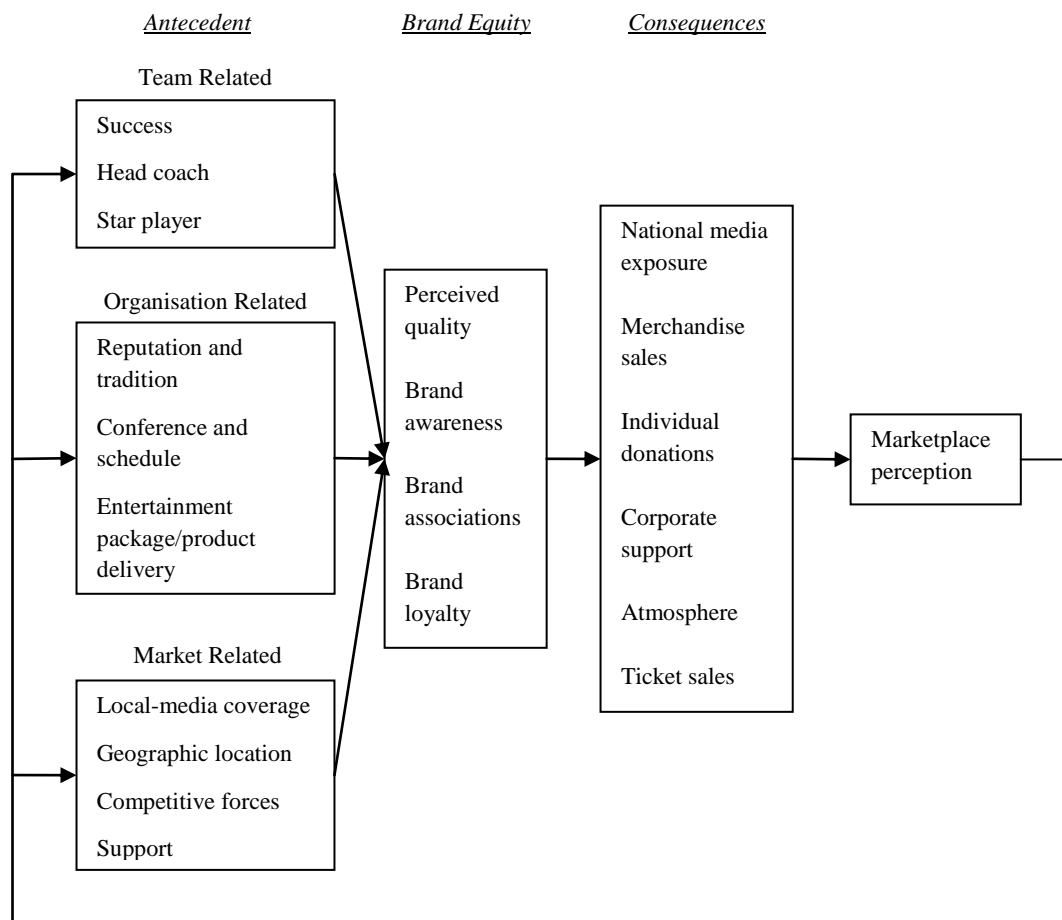 Antecedent
Brand Equity
Consequences
Team Related
Success
Head coach
Star player
Organisation Related
Reputation and
tradition
Conference and
schedule
Entertainment
package/product
delivery
Market Related
Local-media coverage
Geographic location
Competitive forces
Support
Perceived
quality
Brand
awareness
Brand
associations
Brand
loyalty
National media
exposure
Merchandise
sales
Individual
donations
Corporate
support
Atmosphere
Ticket sales
Marketplace
perception